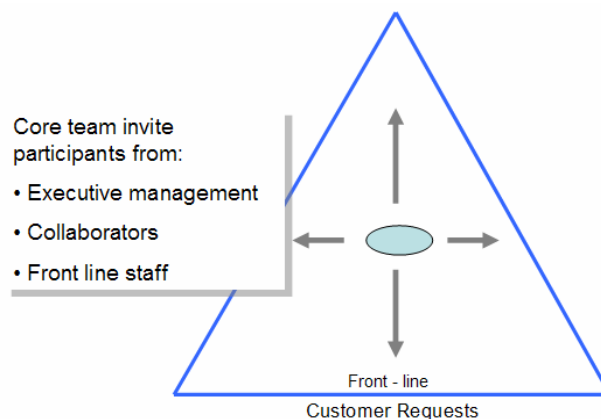 Core team invite
participants from:
• Executive management
• Collaborators
• Front line staff
Front - line
Customer Requests